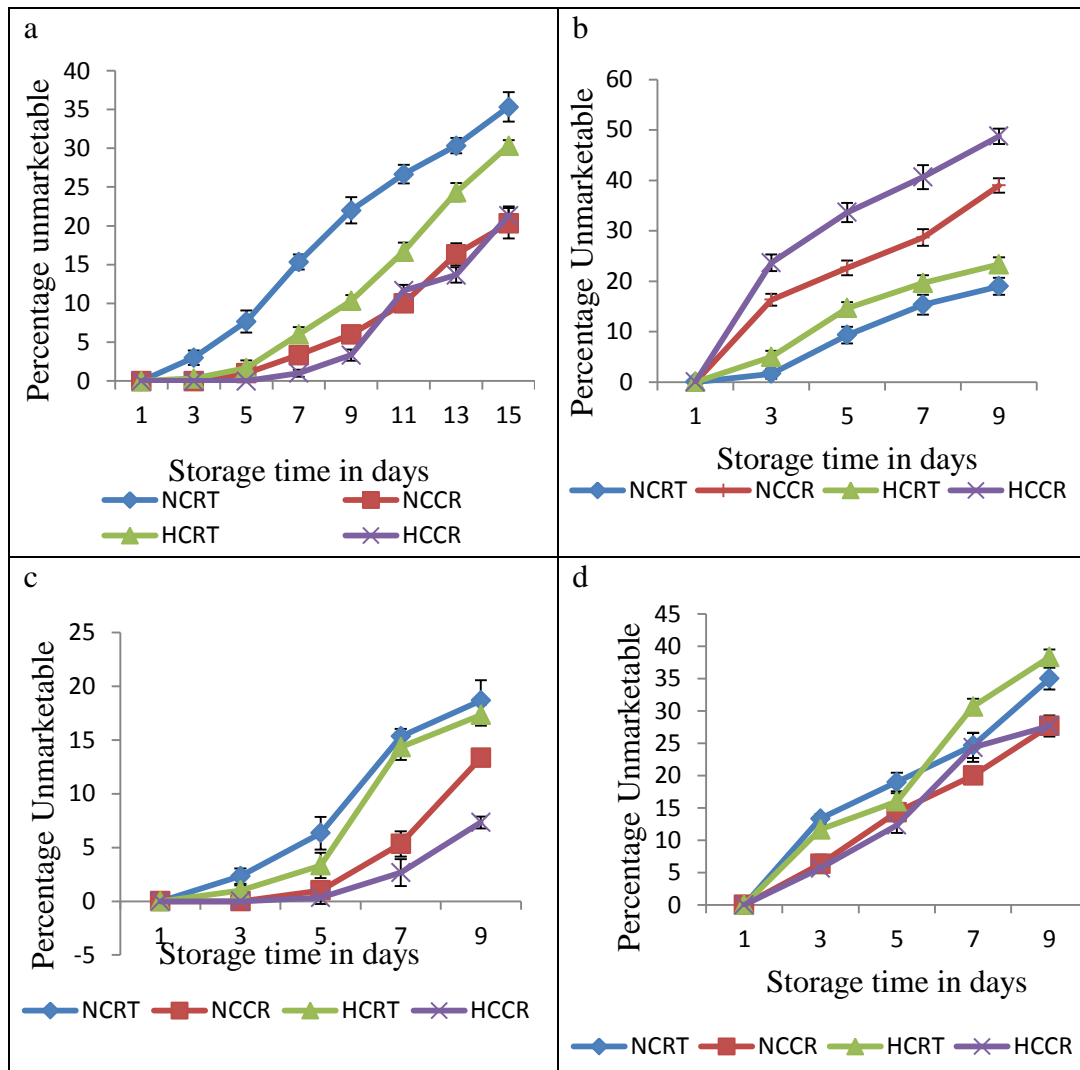 a
Percentage unmarketable
40
35
30
25
20
15
10
5
0
1 3 5 7 9 11 13 15
Storage time in days
NCRT NCCR
HCRT HCCR
b
Percentage Unmarketable
60
50
40
30
20
10
0
1 3 5 7 9
Storage time in days
NCRT NCCR HCRT HCCR
c
Percentage Unmarketable
25
20
15
10
5
0
-5
1 3 5 7 9
Storage time in days
NCRT NCCR HCRT HCCR
d
Percentage Unmarketable
45
40
35
30
25
20
15
10
5
0
1 3 5 7 9
Storage time in days
NCRT NCCR HCRT HCCR